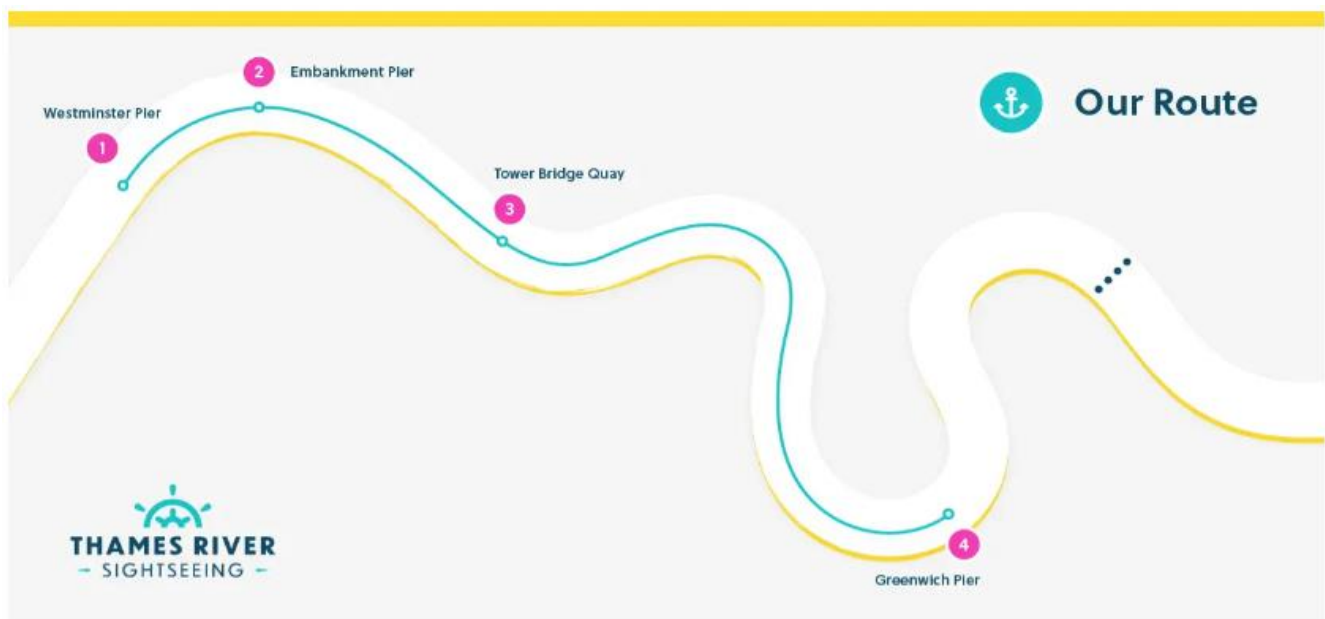 2 Embankment Pier
Our Route
Westminster Pier
1
Tower Bridge Quay
3
4
Greenwich Pier
THAMES RIVER
- SIGHTSEEING -